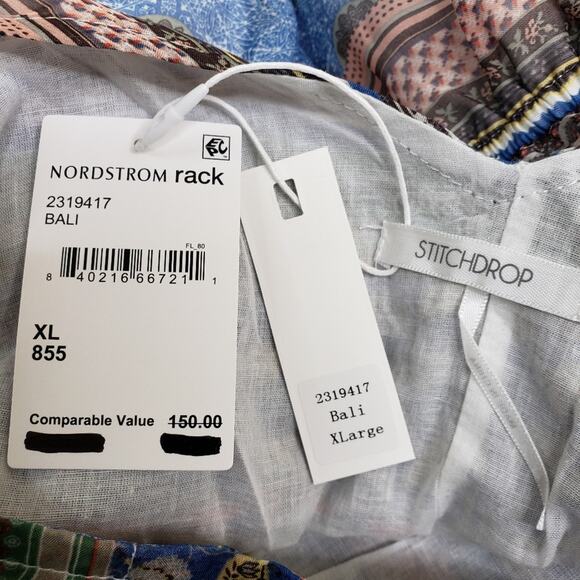 NORDSTROM rack
2319417
BALI
FL_80
8 40216 66721 1
XL
855
Comparable Value 150.00
2319417
Bali
XLarge
STITCHDROP